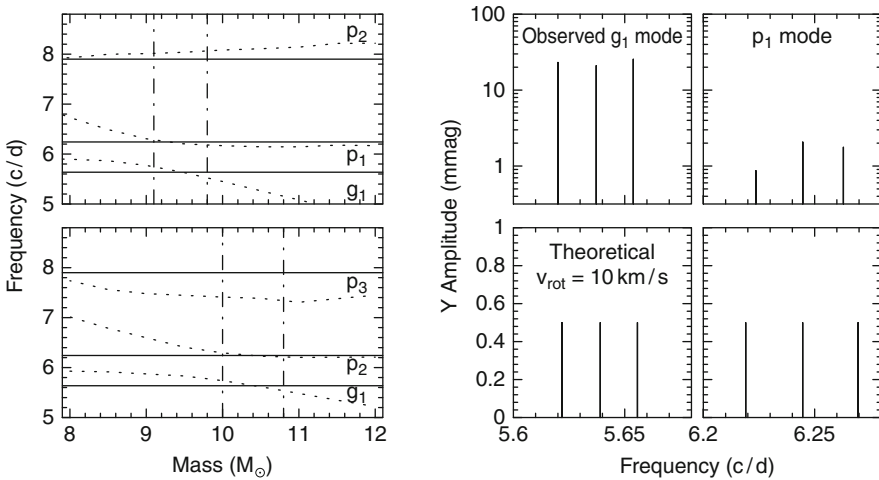 Frequency (c/d)
8
7
6
5
p₂
p₁
g₁
8
7
6
5
p₃
p₂
g₁
8
9
10
11
12
Mass (M☉)
Y Amplitude (mmag)
100
10
1
Observed g₁ mode
p₁ mode
1
0.8
0.6
0.4
0.2
0
Theoretical
vrot = 10 km/s
5.6
5.65
6.2
6.25
Frequency (c/d)